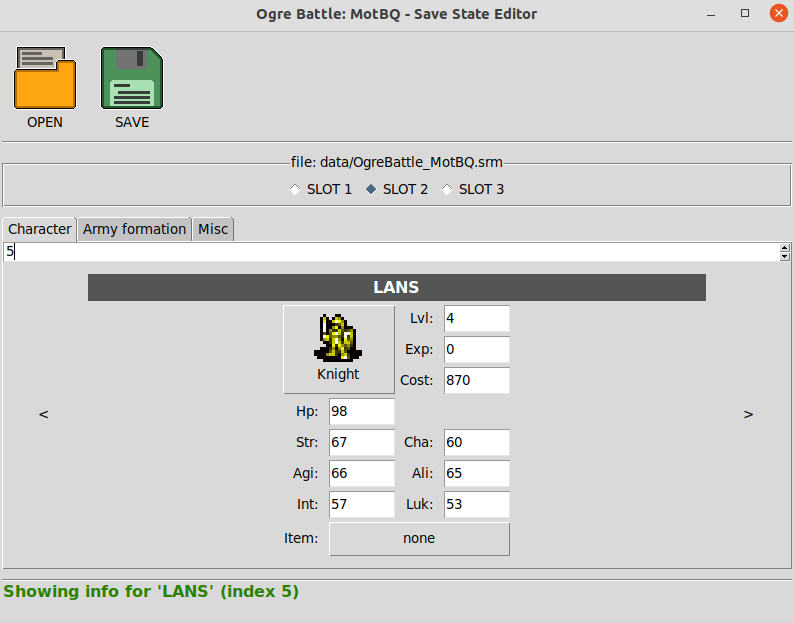 Ogre Battle: MotBQ - Save State Editor
OPEN SAVE
file: data/OgreBattle_MotBQ.srm
SLOT 1 SLOT 2 SLOT 3
Character Army formation Misc
5
LANS
Knight
Lvl: 4
Exp: 0
Cost: 870
< >
Hp: 98
Str: 67 Cha: 60
Agi: 66 Ali: 65
Int: 57 Luk: 53
Item: none
Showing info for 'LANS' (index 5)